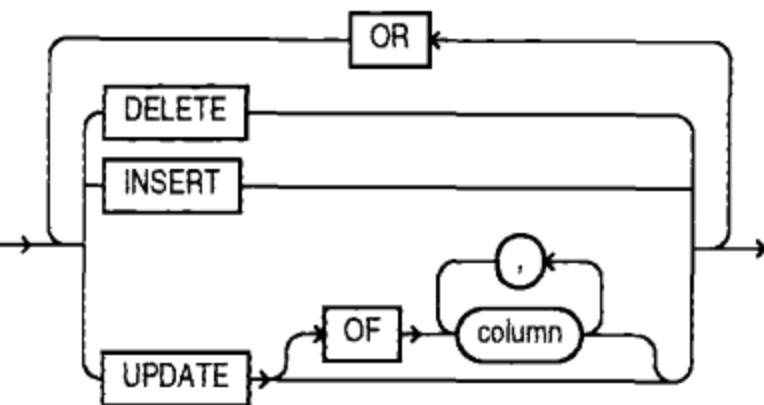 OR
DELETE
INSERT
,
OF column
UPDATE